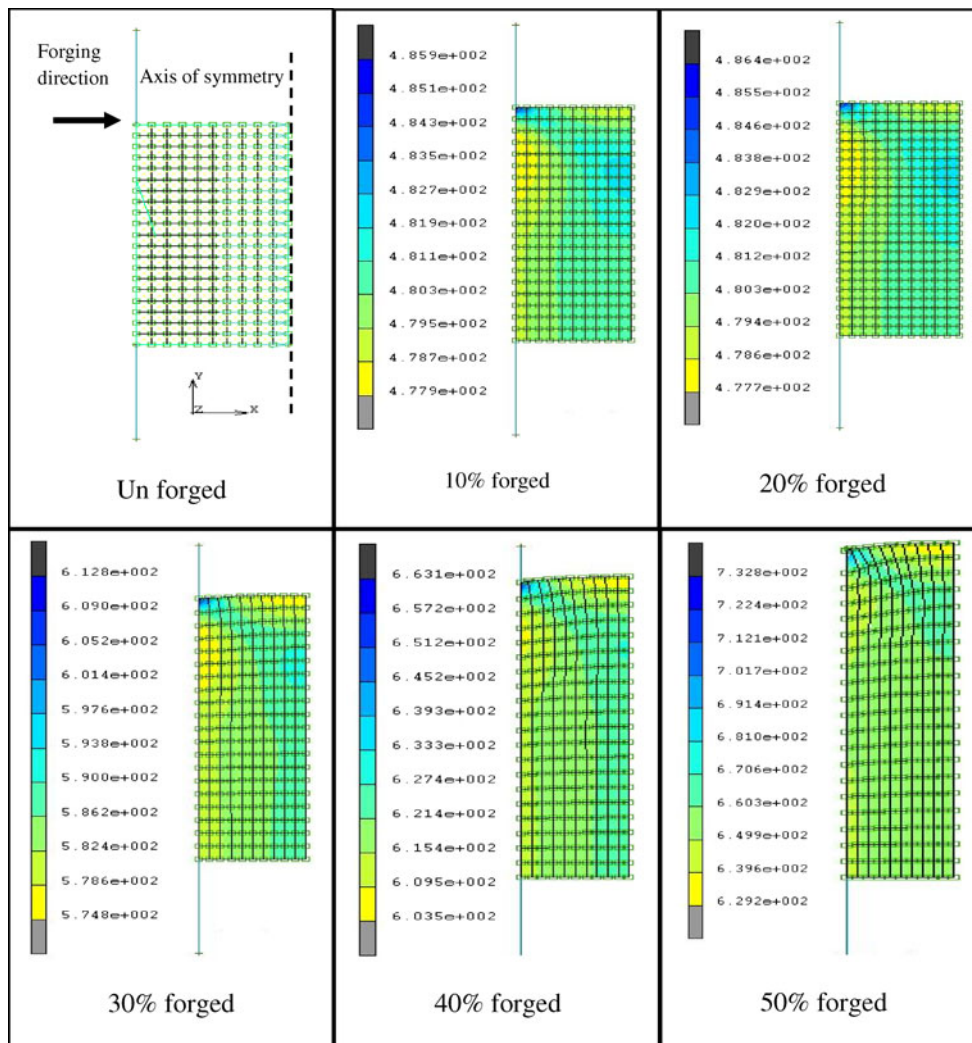 Forging
direction
Axis of symmetry
Y
Z
X
Un forged
4.859e+002
4.851e+002
4.843e+002
4.835e+002
4.827e+002
4.819e+002
4.811e+002
4.803e+002
4.795e+002
4.787e+002
4.779e+002
10% forged
4.864e+002
4.855e+002
4.846e+002
4.838e+002
4.829e+002
4.820e+002
4.812e+002
4.803e+002
4.794e+002
4.786e+002
4.777e+002
20% forged
6.128e+002
6.090e+002
6.052e+002
6.014e+002
5.976e+002
5.938e+002
5.900e+002
5.862e+002
5.824e+002
5.786e+002
5.748e+002
30% forged
6.631e+002
6.572e+002
6.512e+002
6.452e+002
6.393e+002
6.333e+002
6.274e+002
6.214e+002
6.154e+002
6.095e+002
6.035e+002
40% forged
7.328e+002
7.224e+002
7.121e+002
7.017e+002
6.914e+002
6.810e+002
6.706e+002
6.603e+002
6.499e+002
6.396e+002
6.292e+002
50% forged